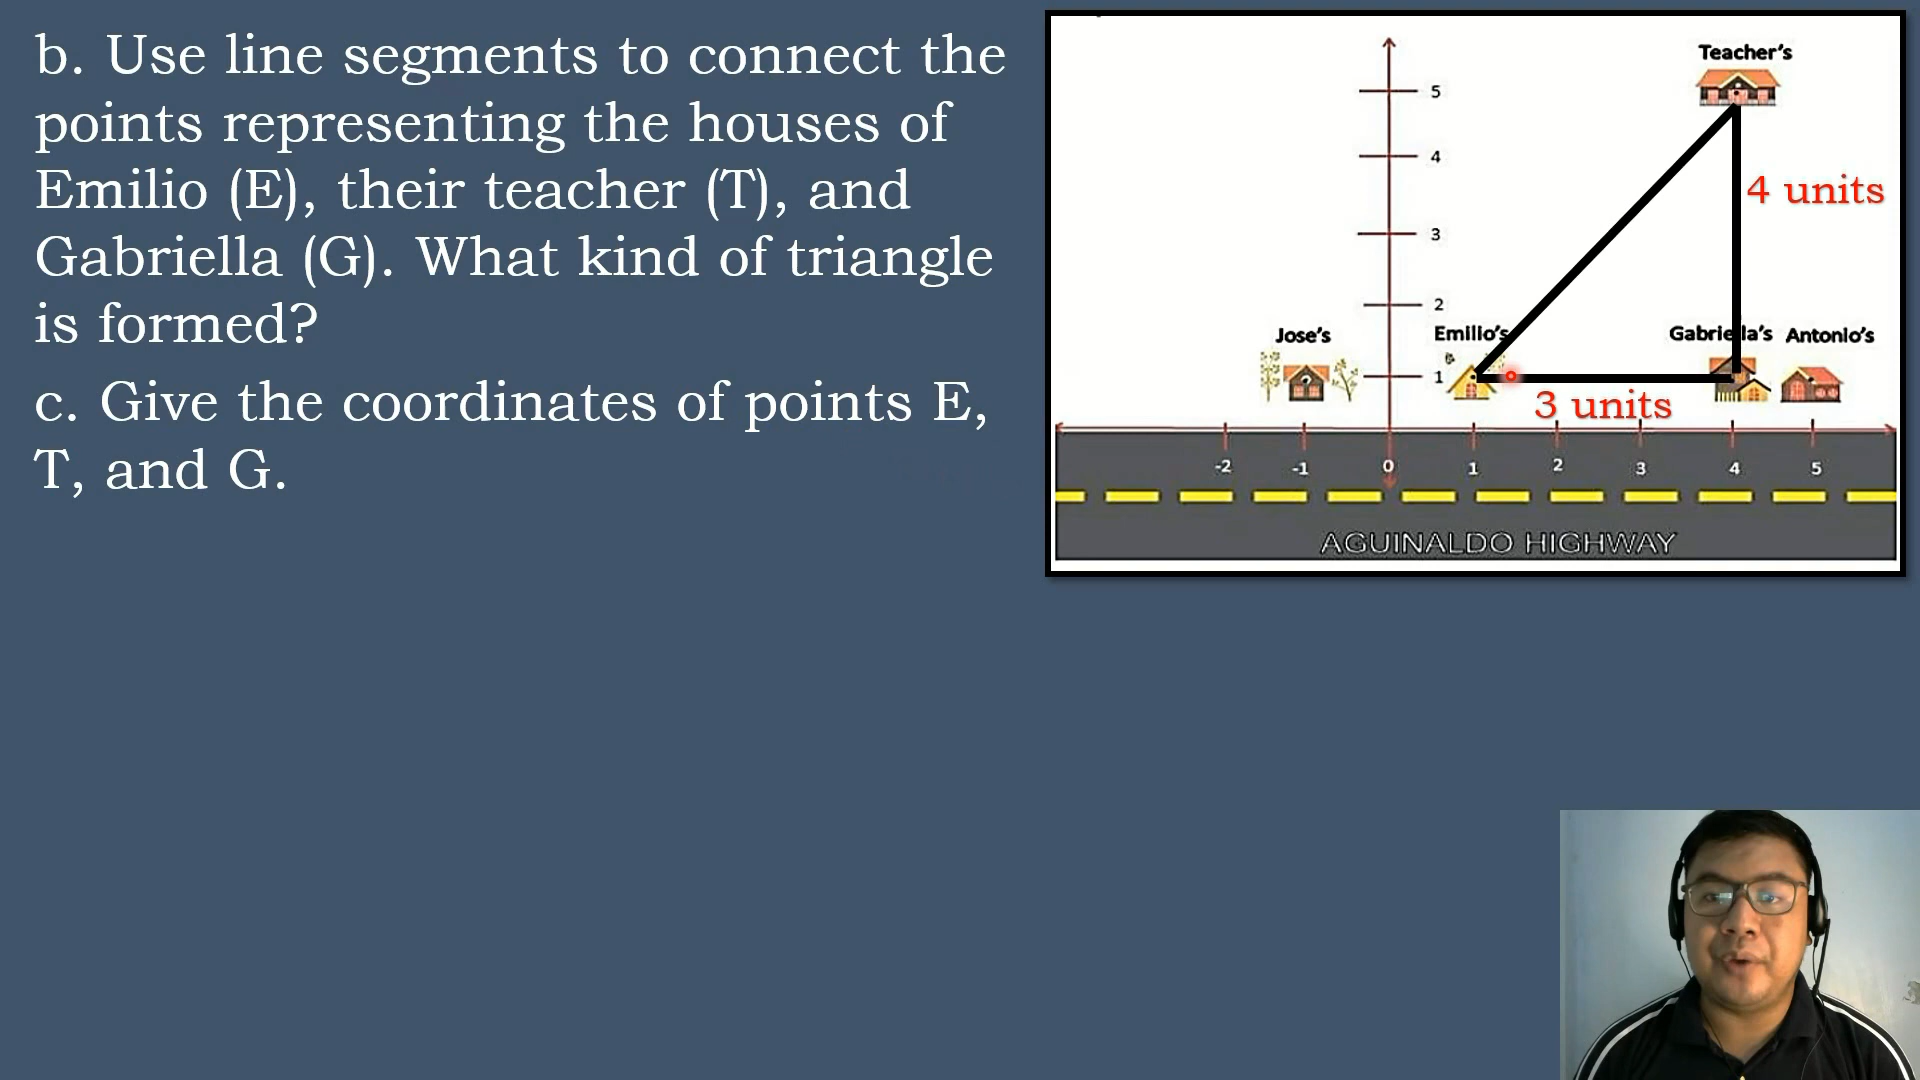 b. Use line segments to connect the
points representing the houses of
Emilio (E), their teacher (T), and
Gabriella (G). What kind of triangle
is formed?
c. Give the coordinates of points E,
T, and G.
Teacher's
5
4
4 units
3
2
Jose's
Emilio's
Gabriella's
Antonio's
1
3 units
-2 -1 0 1 2 3 4 5
AGUINALDO HIGHWAY